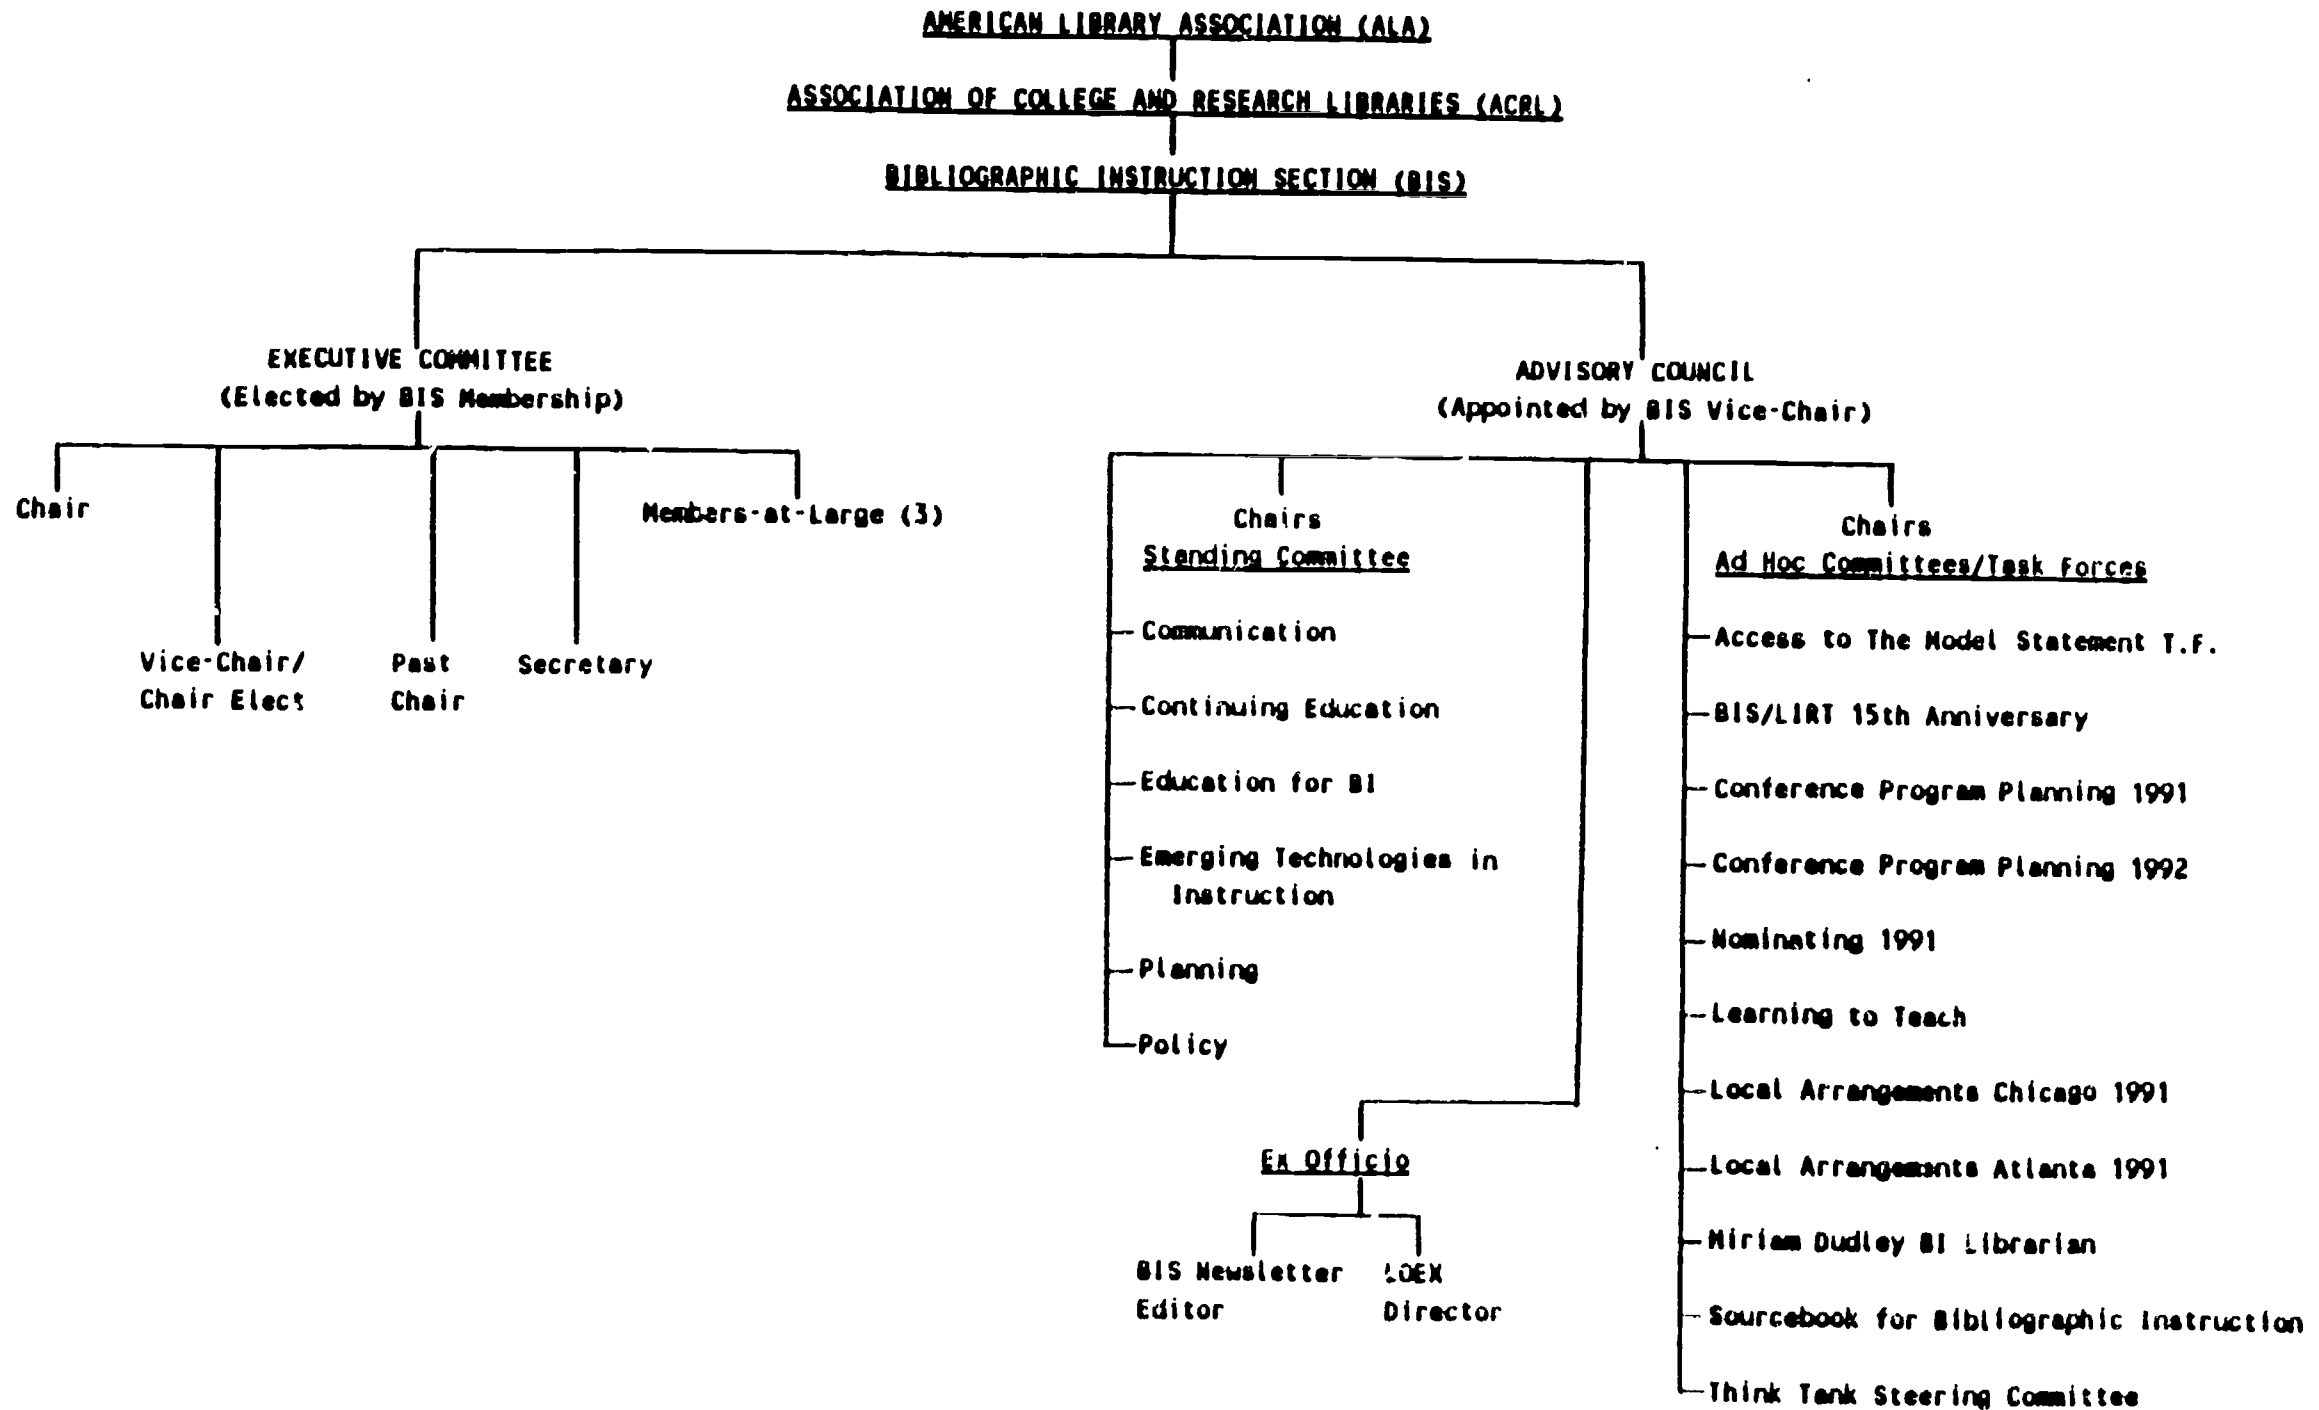 AMERICAN LIBRARY ASSOCIATION (ALA)
ASSOCIATION OF COLLEGE AND RESEARCH LIBRARIES (ACRL)
BIBLIOGRAPHIC INSTRUCTION SECTION (BIS)
EXECUTIVE COMMITTEE
(Elected by BIS Membership)
Chair
Vice-Chair/
Chair Elect
Past
Chair
Secretary
Members-at-Large (3)
ADVISORY COUNCIL
(Appointed by BIS Vice-Chair)
Chairs
Standing Committee
Communication
Continuing Education
Education for BI
Emerging Technologies in
Instruction
Planning
Policy
Ex Officio
BIS Newsletter
Editor
LOEX
Director
Chairs
Ad Hoc Committees/Task Forces
Access to The Model Statement T.F.
BIS/LIRT 15th Anniversary
Conference Program Planning 1991
Conference Program Planning 1992
Nominating 1991
Learning to Teach
Local Arrangements Chicago 1991
Local Arrangements Atlanta 1991
Miriam Dudley BI Librarian
Sourcebook for Bibliographic Instruction
Think Tank Steering Committee